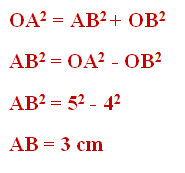 OA² = AB² + OB²
AB² = OA² - OB²
AB² = 5² - 4²
AB = 3 cm